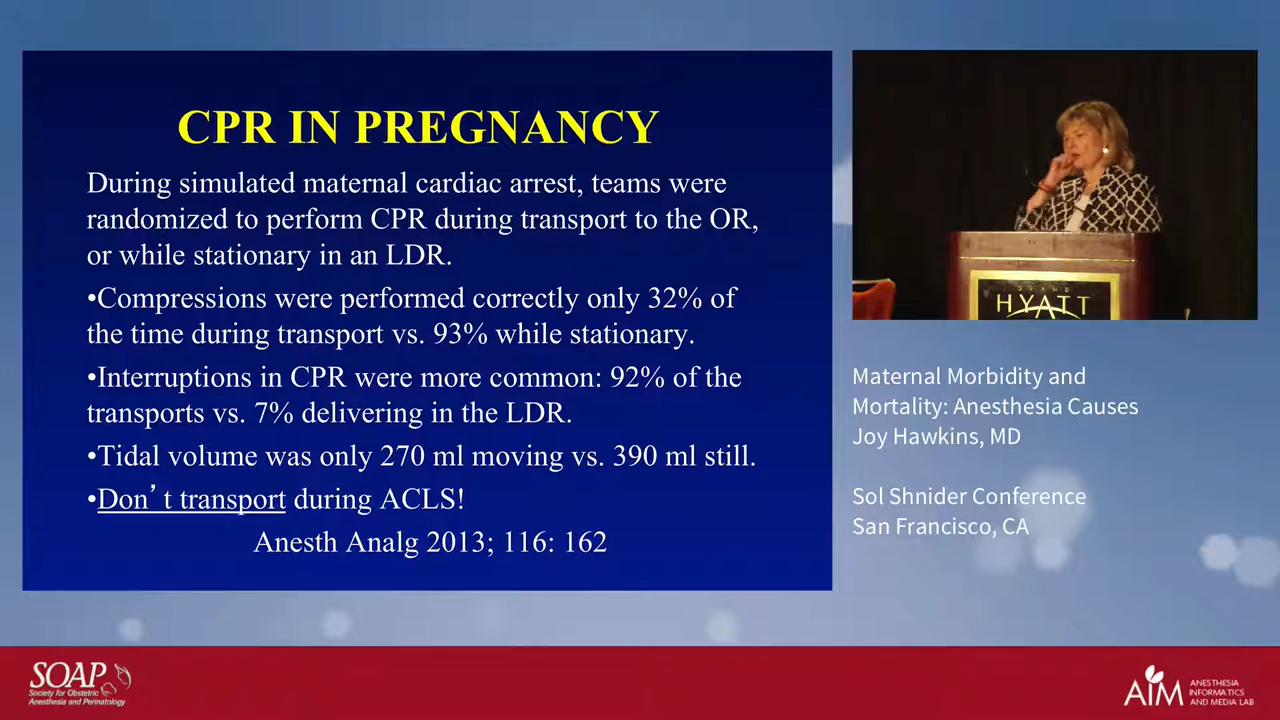 CPR IN PREGNANCY
During simulated maternal cardiac arrest, teams were
randomized to perform CPR during transport to the OR,
or while stationary in an LDR.
•Compressions were performed correctly only 32% of
the time during transport vs. 93% while stationary.
•Interruptions in CPR were more common: 92% of the
transports vs. 7% delivering in the LDR.
•Tidal volume was only 270 ml moving vs. 390 ml still.
•Don’t transport during ACLS!
Anesth Analg 2013; 116: 162
GRAND
HYATT
Maternal Morbidity and
Mortality: Anesthesia Causes
Joy Hawkins, MD
Sol Shnider Conference
San Francisco, CA
SOAP
Society for Obstetric
Anesthesia and Perinatology
AIM
ANESTHESIA
INFORMATICS
AND MEDIA LAB